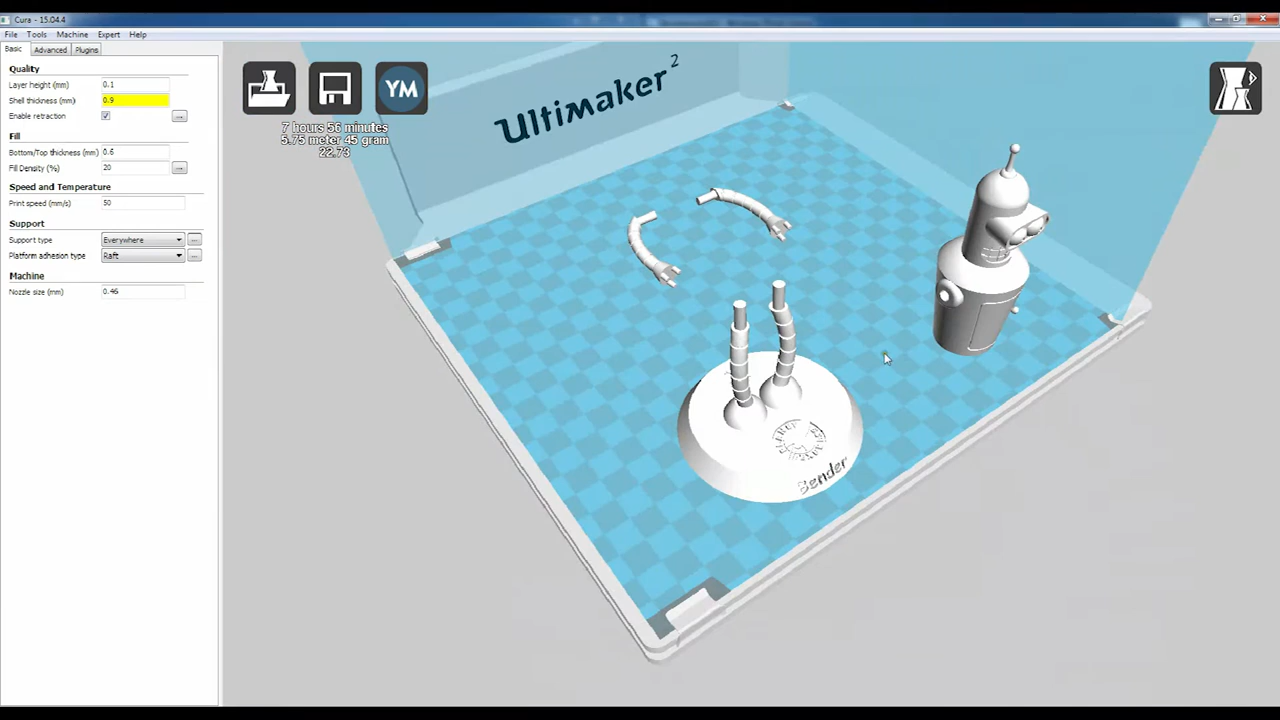 Cura - 15.04.4
File Tools Machine Expert Help
Basic Advanced Plugins
Quality
Layer height (mm) 0.1
Shell thickness (mm) 0.9
Enable retraction
Fill
Bottom/Top thickness (mm) 0.6
Fill Density (%) 20
Speed and Temperature
Print speed (mm/s) 50
Support
Support type Everywhere
Platform adhesion type Raft
Machine
Nozzle size (mm) 0.46
YM
7 hours 56 minutes
5.75 meter 45 gram
22.73
Ultimaker²
Bender